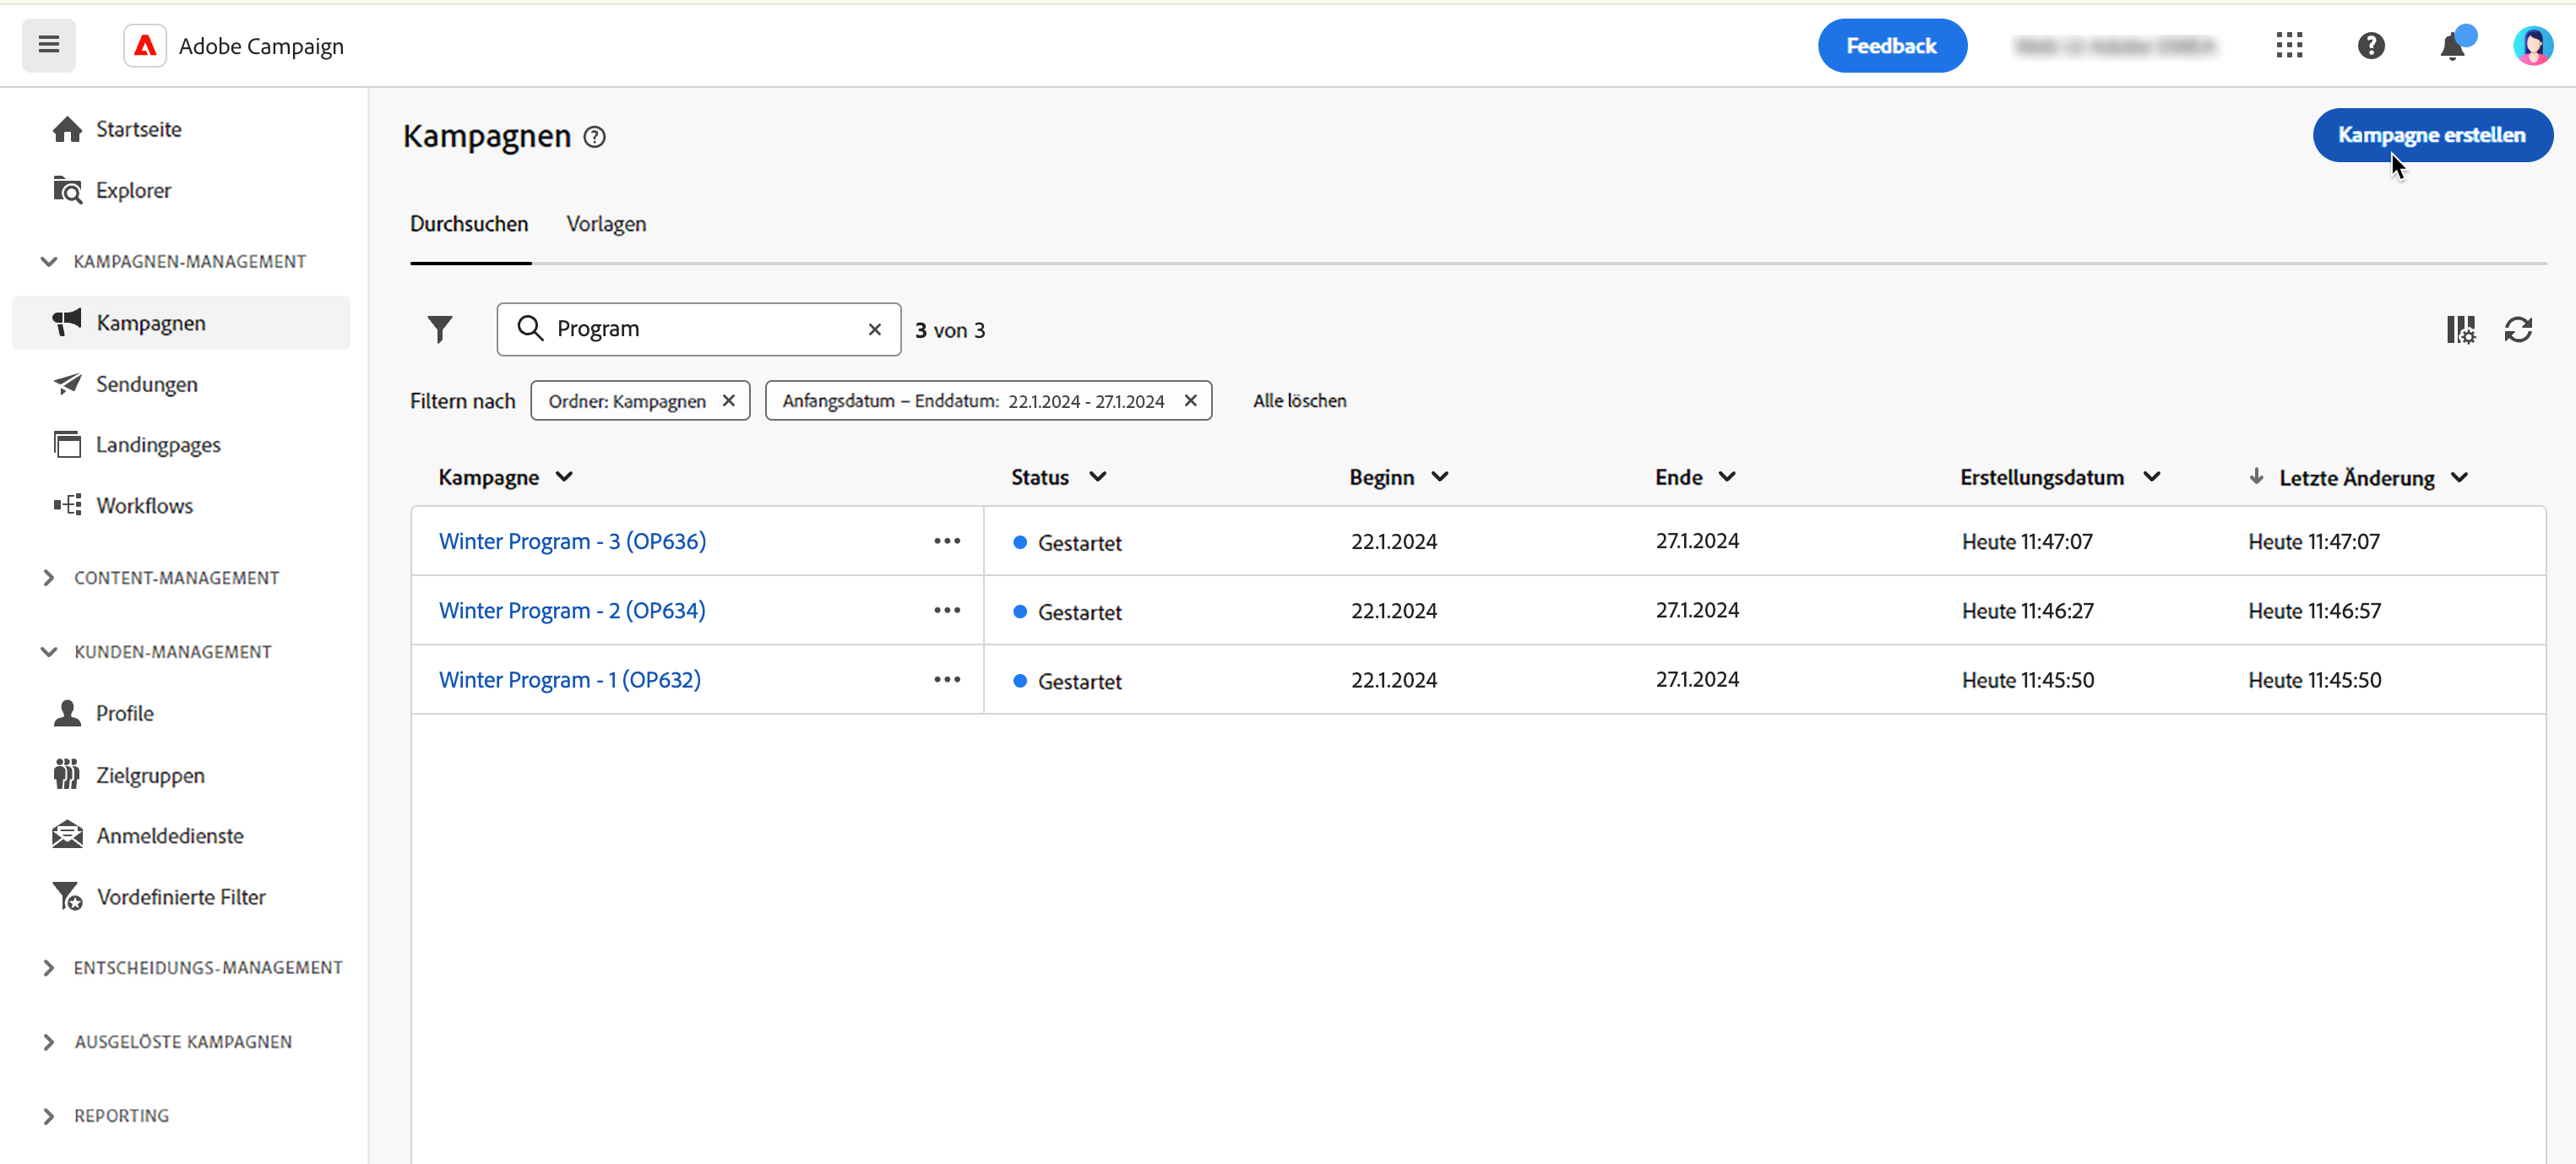 Adobe Campaign
Feedback
Startseite
Explorer
KAMPAGNEN-MANAGEMENT
Kampagnen
Sendungen
Landingpages
Workflows
CONTENT-MANAGEMENT
KUNDEN-MANAGEMENT
Profile
Zielgruppen
Anmeldedienste
Vordefinierte Filter
ENTSCHEIDUNGS-MANAGEMENT
AUSGELÖSTE KAMPAGNEN
REPORTING
Kampagnen
Kampagne erstellen
Durchsuchen Vorlagen
Program 3 von 3
Filtern nach Ordner: Kampagnen Anfangsdatum – Enddatum: 22.1.2024 - 27.1.2024 Alle löschen
Kampagne Status Beginn Ende Erstellungsdatum Letzte Änderung
Winter Program - 3 (OP636) Gestartet 22.1.2024 27.1.2024 Heute 11:47:07 Heute 11:47:07
Winter Program - 2 (OP634) Gestartet 22.1.2024 27.1.2024 Heute 11:46:27 Heute 11:46:57
Winter Program - 1 (OP632) Gestartet 22.1.2024 27.1.2024 Heute 11:45:50 Heute 11:45:50